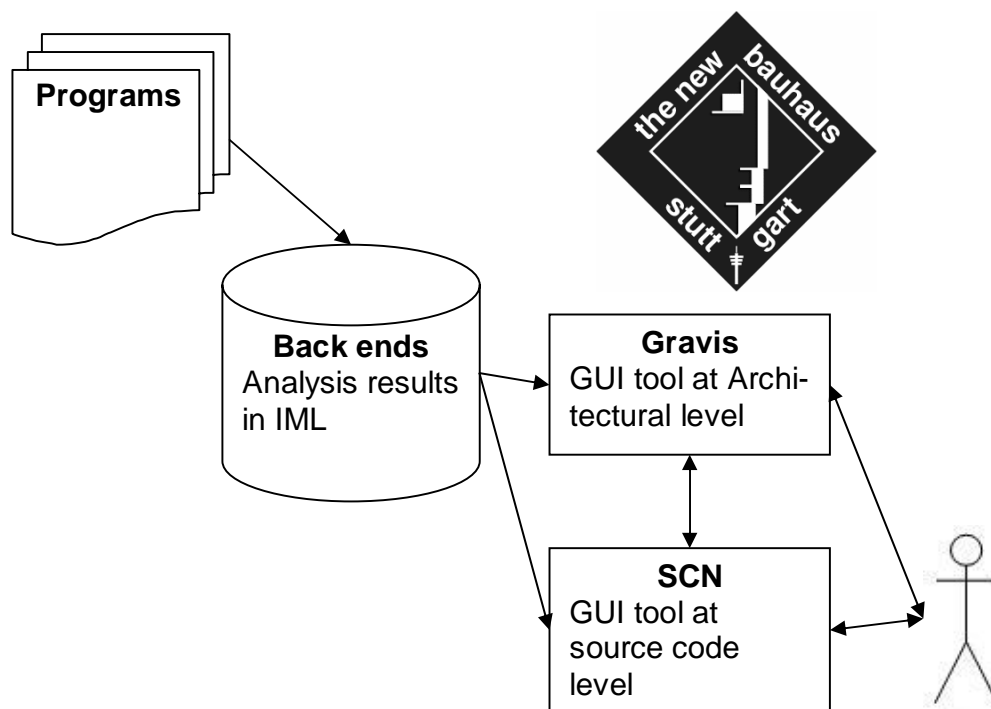 Programs
the new
bauhaus
stutt
gart
Back ends
Analysis results
in IML
Gravis
GUI tool at Archi-
tectural level
SCN
GUI tool at
source code
level